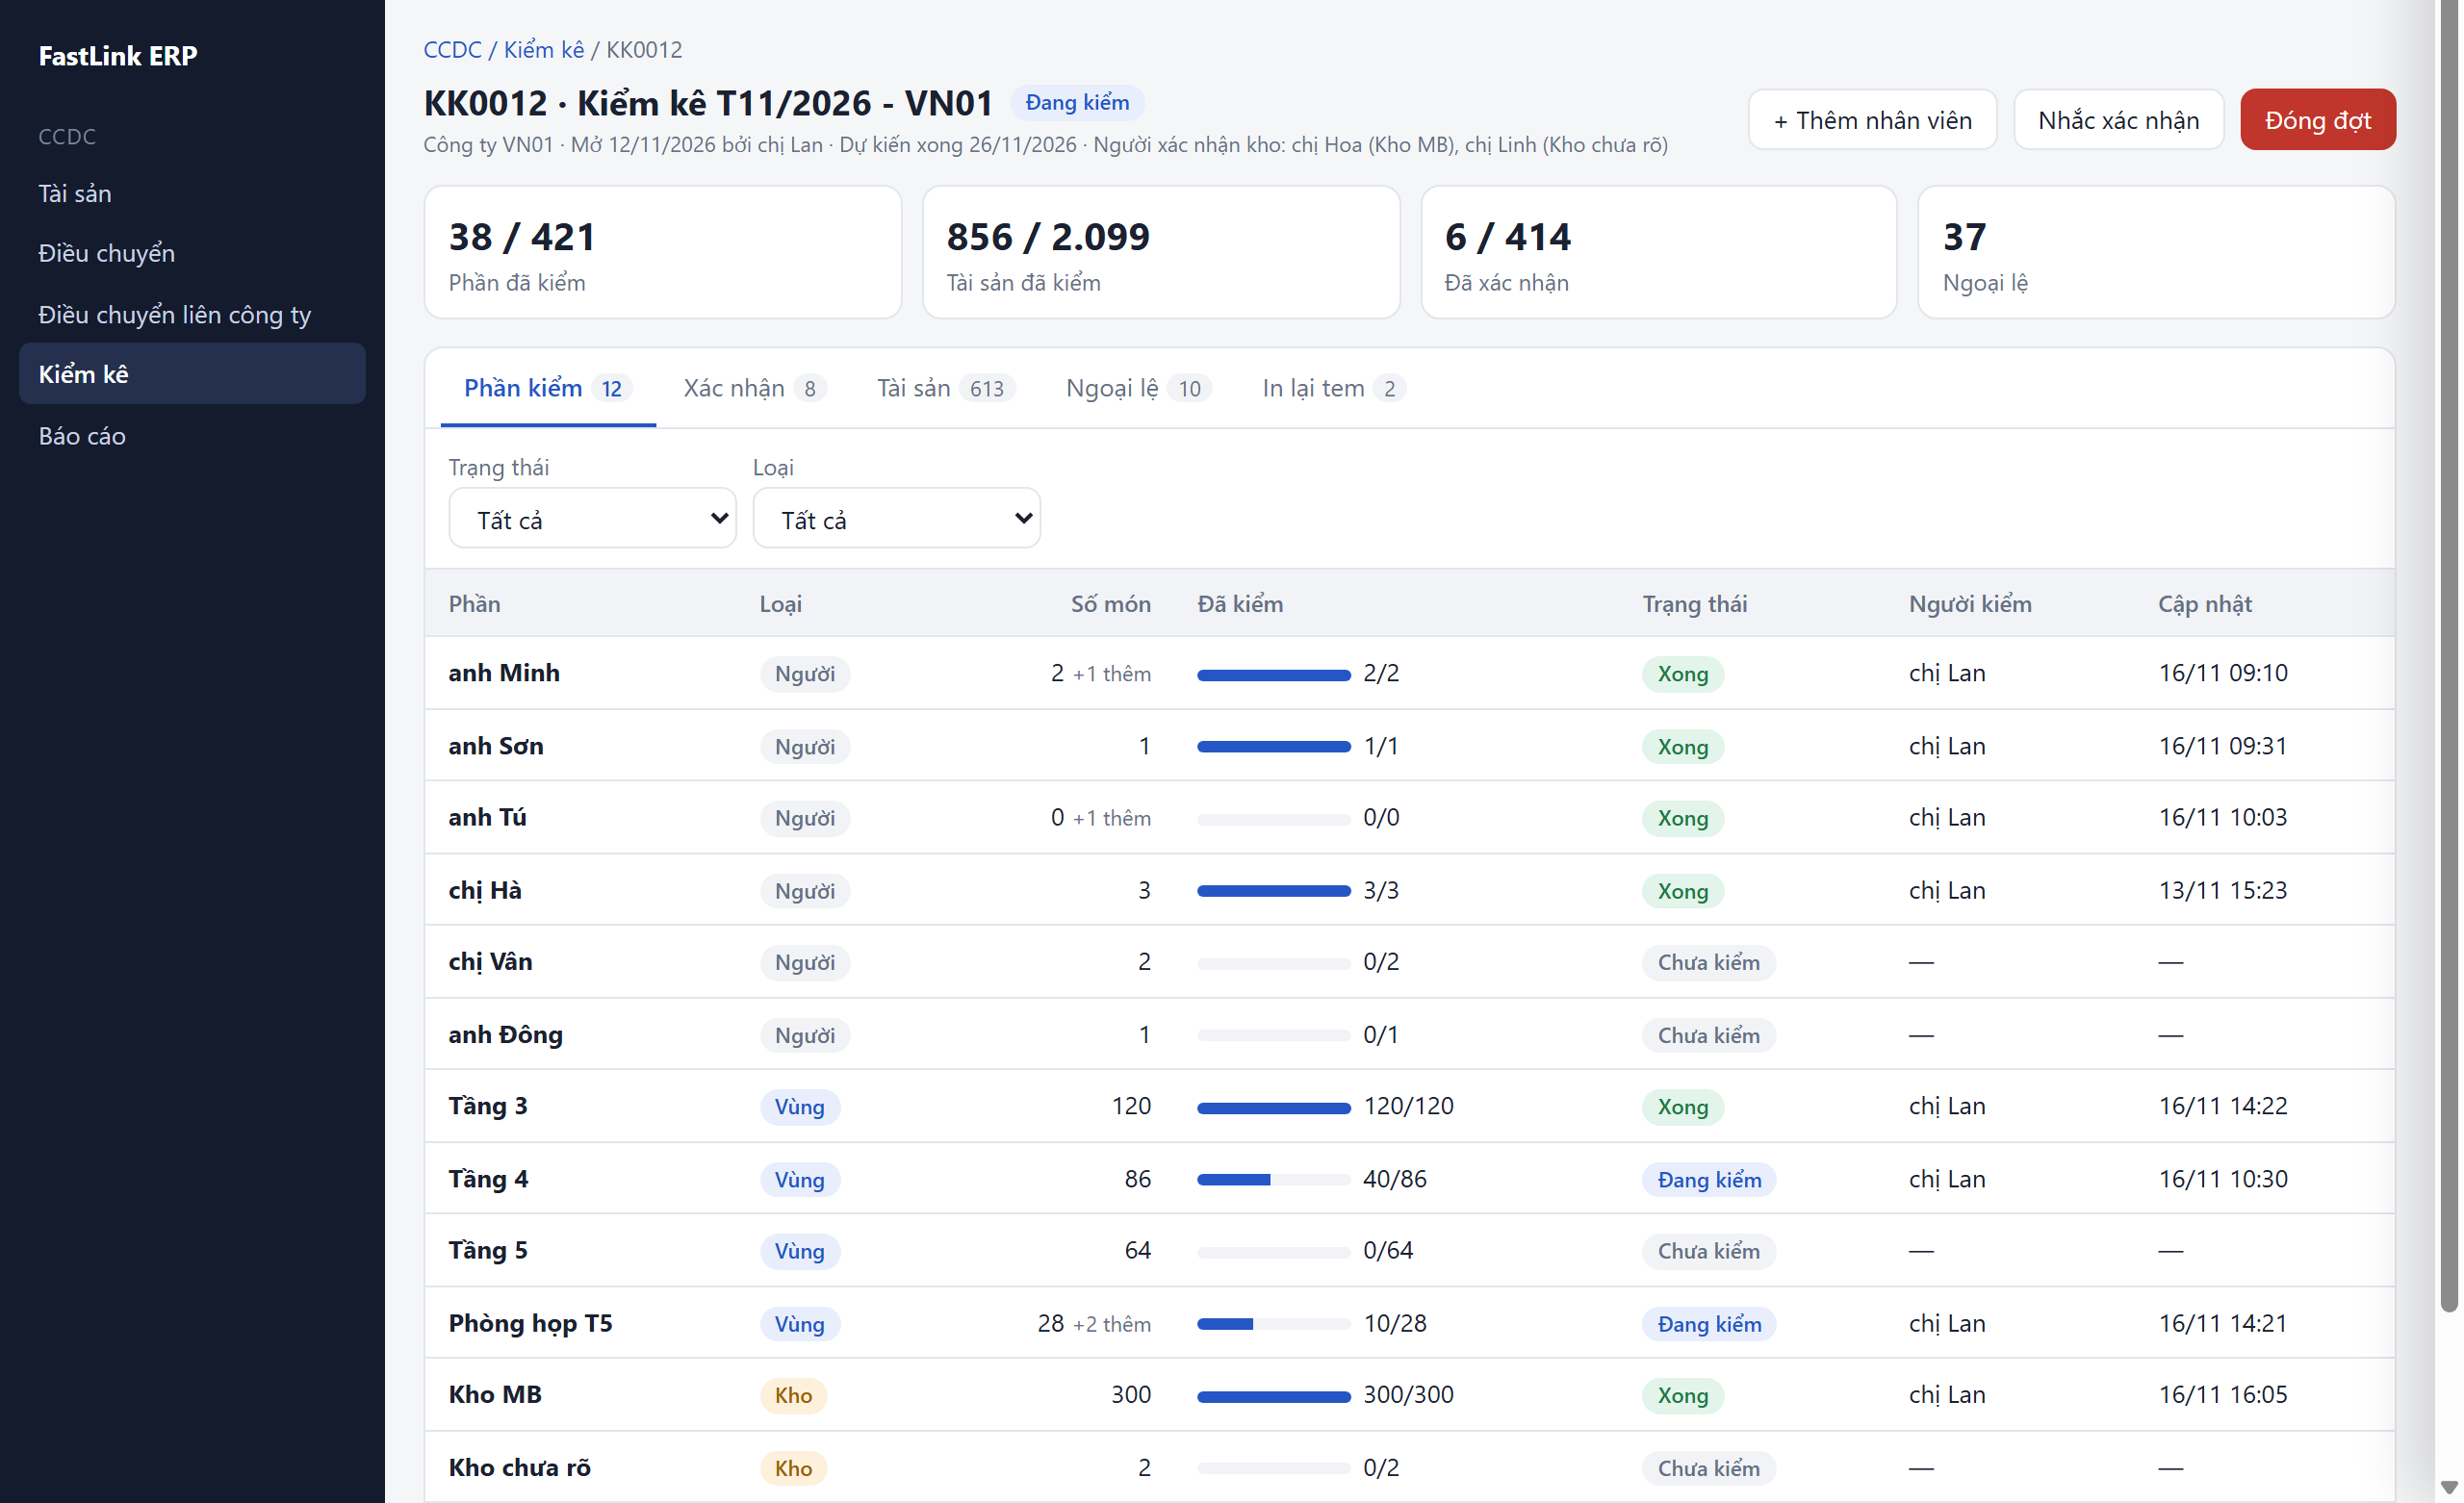 FastLink ERP
CCDC
Tài sản
Điều chuyển
Điều chuyển liên công ty
Kiểm kê
Báo cáo
CCDC / Kiểm kê / KK0012
KK0012 · Kiểm kê T11/2026 - VN01 Đang kiểm
Công ty VN01 · Mở 12/11/2026 bởi chị Lan · Dự kiến xong 26/11/2026 · Người xác nhận kho: chị Hoa (Kho MB), chị Linh (Kho chưa rõ)
+ Thêm nhân viên Nhắc xác nhận Đóng đợt
38 / 421
Phần đã kiểm
856 / 2.099
Tài sản đã kiểm
6 / 414
Đã xác nhận
37
Ngoại lệ
Phần kiểm 12 Xác nhận 8 Tài sản 613 Ngoại lệ 10 In lại tem 2
Trạng thái Loại
Tất cả Tất cả
Phần Loại Số món Đã kiểm Trạng thái Người kiểm Cập nhật
anh Minh Người 2 +1 thêm 2/2 Xong chị Lan 16/11 09:10
anh Sơn Người 1 1/1 Xong chị Lan 16/11 09:31
anh Tú Người 0 +1 thêm 0/0 Xong chị Lan 16/11 10:03
chị Hà Người 3 3/3 Xong chị Lan 13/11 15:23
chị Vân Người 2 0/2 Chưa kiểm — —
anh Đông Người 1 0/1 Chưa kiểm — —
Tầng 3 Vùng 120 120/120 Xong chị Lan 16/11 14:22
Tầng 4 Vùng 86 40/86 Đang kiểm chị Lan 16/11 10:30
Tầng 5 Vùng 64 0/64 Chưa kiểm — —
Phòng họp T5 Vùng 28 +2 thêm 10/28 Đang kiểm chị Lan 16/11 14:21
Kho MB Kho 300 300/300 Xong chị Lan 16/11 16:05
Kho chưa rõ Kho 2 0/2 Chưa kiểm — —